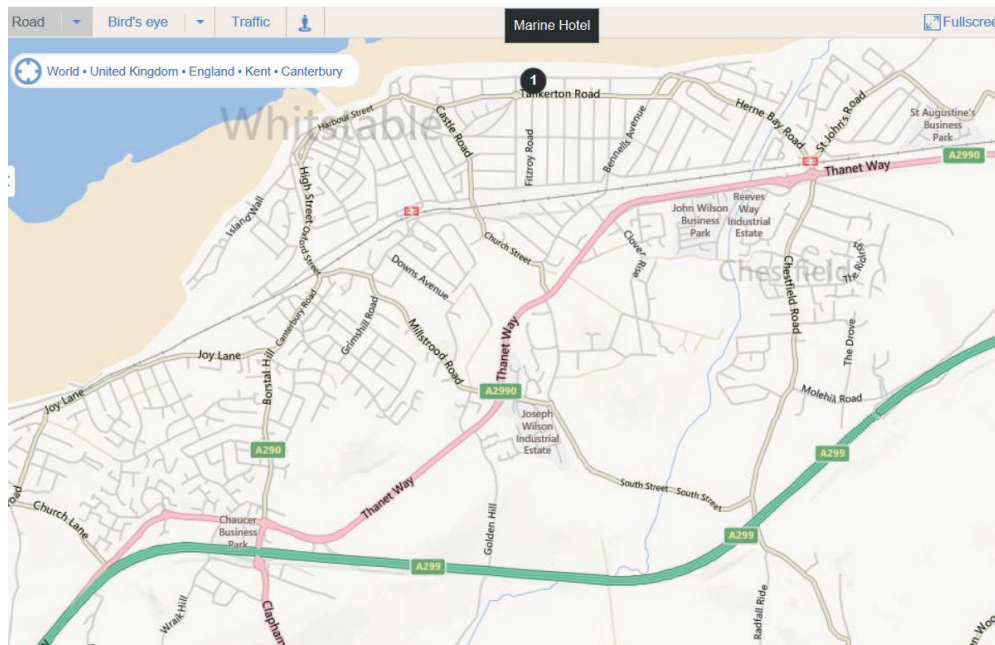 Road
Bird's eye
Traffic
Marine Hotel
Fullscree
World • United Kingdom • England • Kent • Canterbury
1
Tankerton Road
Whitstable
Harbour Street
Castle Road
Herne Bay Road
St John's Road
St Augustine's
Business
Park
Fitzroy Road
Bennells Avenue
A2990
Thanet Way
High Street
Oxford Street
Island Wall
John Wilson
Business
Park
Reeves
Way
Industrial
Estate
Church Street
Clover Rise
Chestfield
The Ridings
Chestfield Road
Downs Avenue
Canterbury Road
Grimshill Road
Millstrood Road
Thanet Way
The Drove
Joy Lane
Borstal Hill
Joy Lane
A2990
Molehill Road
Joseph
Wilson
Industrial
Estate
A290
A299
South Street
South Street
Thanet Way
Road
Church Lane
Chaucer
Business
Park
Golden Hill
A299
A299
Wraik Hill
Clapham
Radfall Ride
en Woo